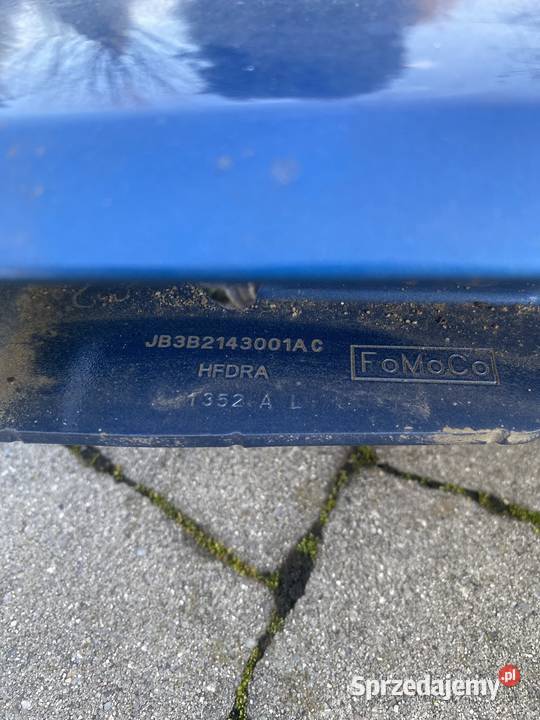 JB3B2143001AC
HFDRA
1352 A L
FoMoCo
Sprzedajemy.pl